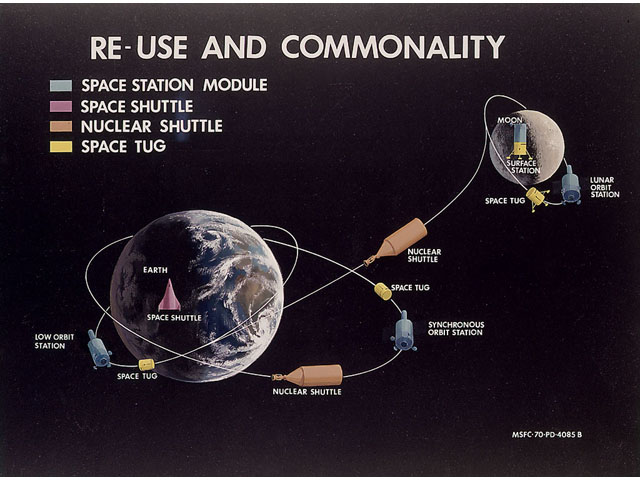 RE-USE AND COMMONALITY
SPACE STATION MODULE
SPACE SHUTTLE
NUCLEAR SHUTTLE
SPACE TUG
MOON
SURFACE
STATION
SPACE TUG
LUNAR
ORBIT
STATION
NUCLEAR
SHUTTLE
EARTH
SPACE SHUTTLE
SPACE TUG
SYNCHRONOUS
ORBIT STATION
LOW ORBIT
STATION
SPACE TUG
NUCLEAR SHUTTLE
MSFC-70-PD-4085 B